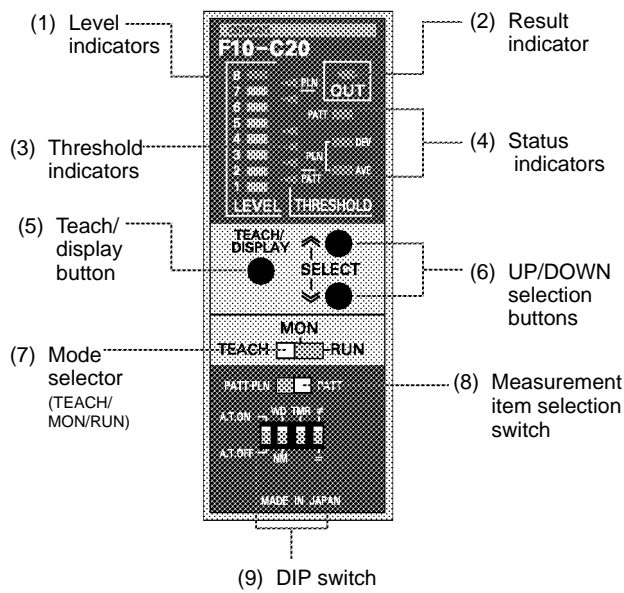 (1) Level
indicators
(2) Result
indicator
(3) Threshold
indicators
(4) Status
indicators
(5) Teach/
display
button
(6) UP/DOWN
selection
buttons
(7) Mode
selector
(TEACH/
MON/RUN)
(8) Measurement
item selection
switch
(9) DIP switch
F10-C20
8
7
6
5
4
3
2
1
LEVEL
PLN
OUT
PATT
DEV
PLN
AVE
PATT
THRESHOLD
TEACH/
DISPLAY
SELECT
MON
TEACH
RUN
PATT·PLN
PATT
A.T.ON
WD TMR ≠
A.T.OFF
NM
=
MADE IN JAPAN